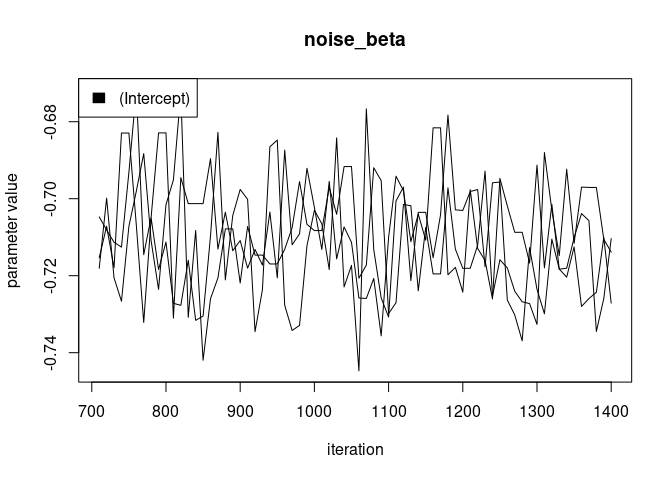 noise_beta
(Intercept)
parameter value
-0.68
-0.70
-0.72
-0.74
700 800 900 1000 1100 1200 1300 1400
iteration